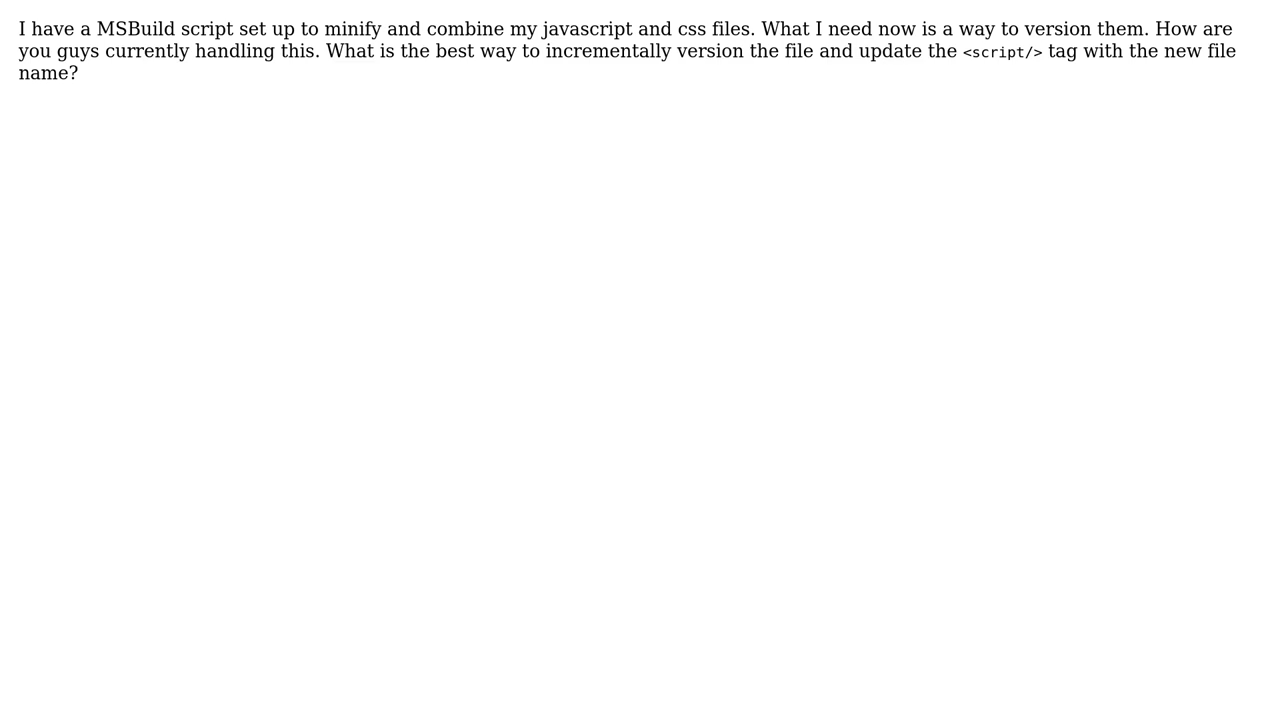 I have a MSBuild script set up to minify and combine my javascript and css files. What I need now is a way to version them. How are
you guys currently handling this. What is the best way to incrementally version the file and update the <script/> tag with the new file
name?